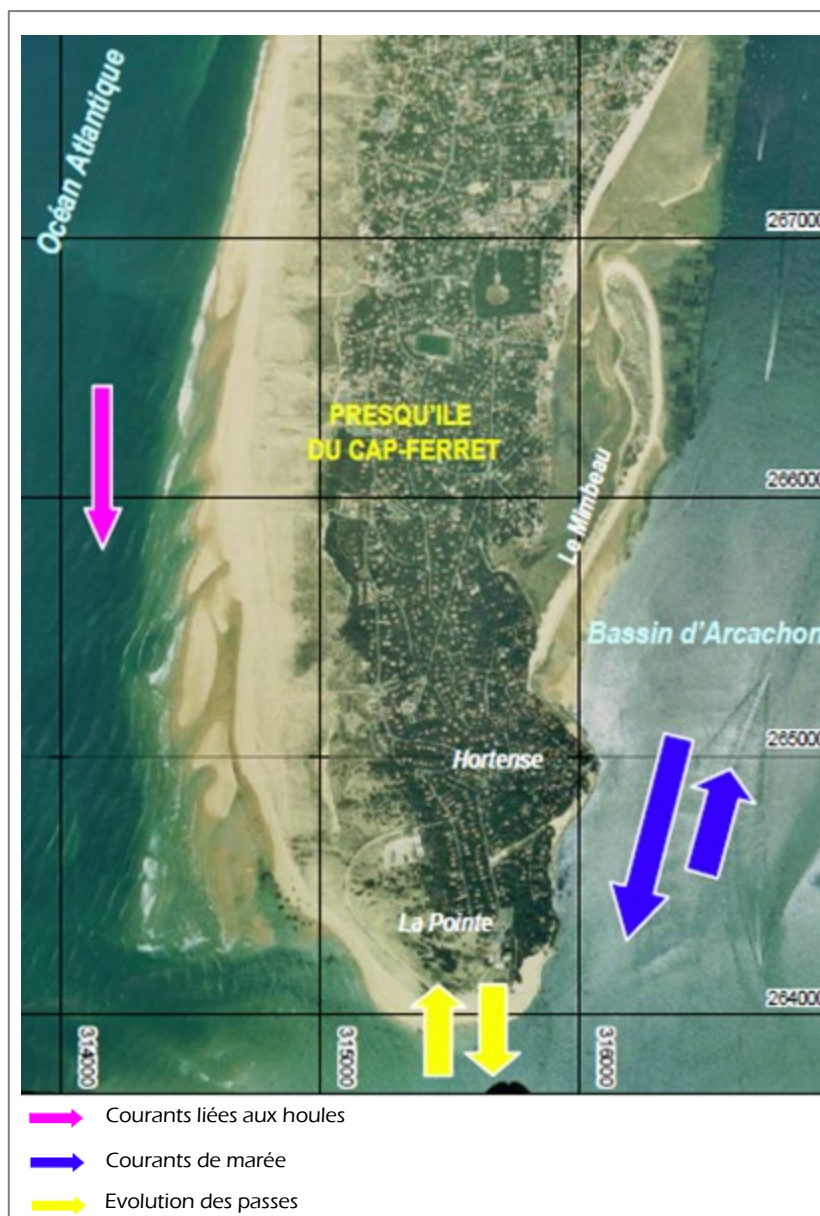 Océan Atlantique
267000
PRESQU'ILE
DU CAP-FERRET
266000
Le Mimbeau
Bassin d'Arcachon
265000
Hortense
La Pointe
264000
314000
315000
316000
Courants liées aux houles
Courants de marée
Evolution des passes